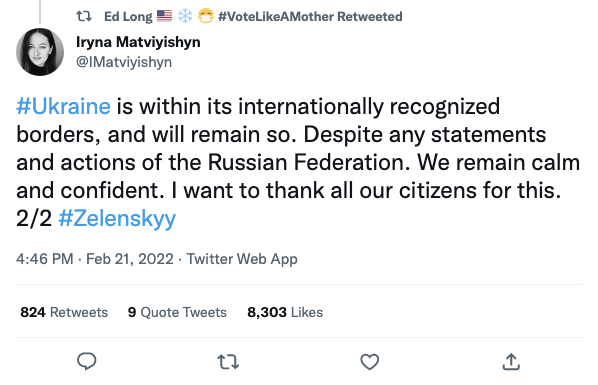 Ed Long 🇺🇸 ❄️ 😷 #VoteLikeAMother Retweeted
Iryna Matviyishyn
@IMatviyishyn
#Ukraine is within its internationally recognized
borders, and will remain so. Despite any statements
and actions of the Russian Federation. We remain calm
and confident. I want to thank all our citizens for this.
2/2 #Zelenskyy
4:46 PM · Feb 21, 2022 · Twitter Web App
824 Retweets 9 Quote Tweets 8,303 Likes